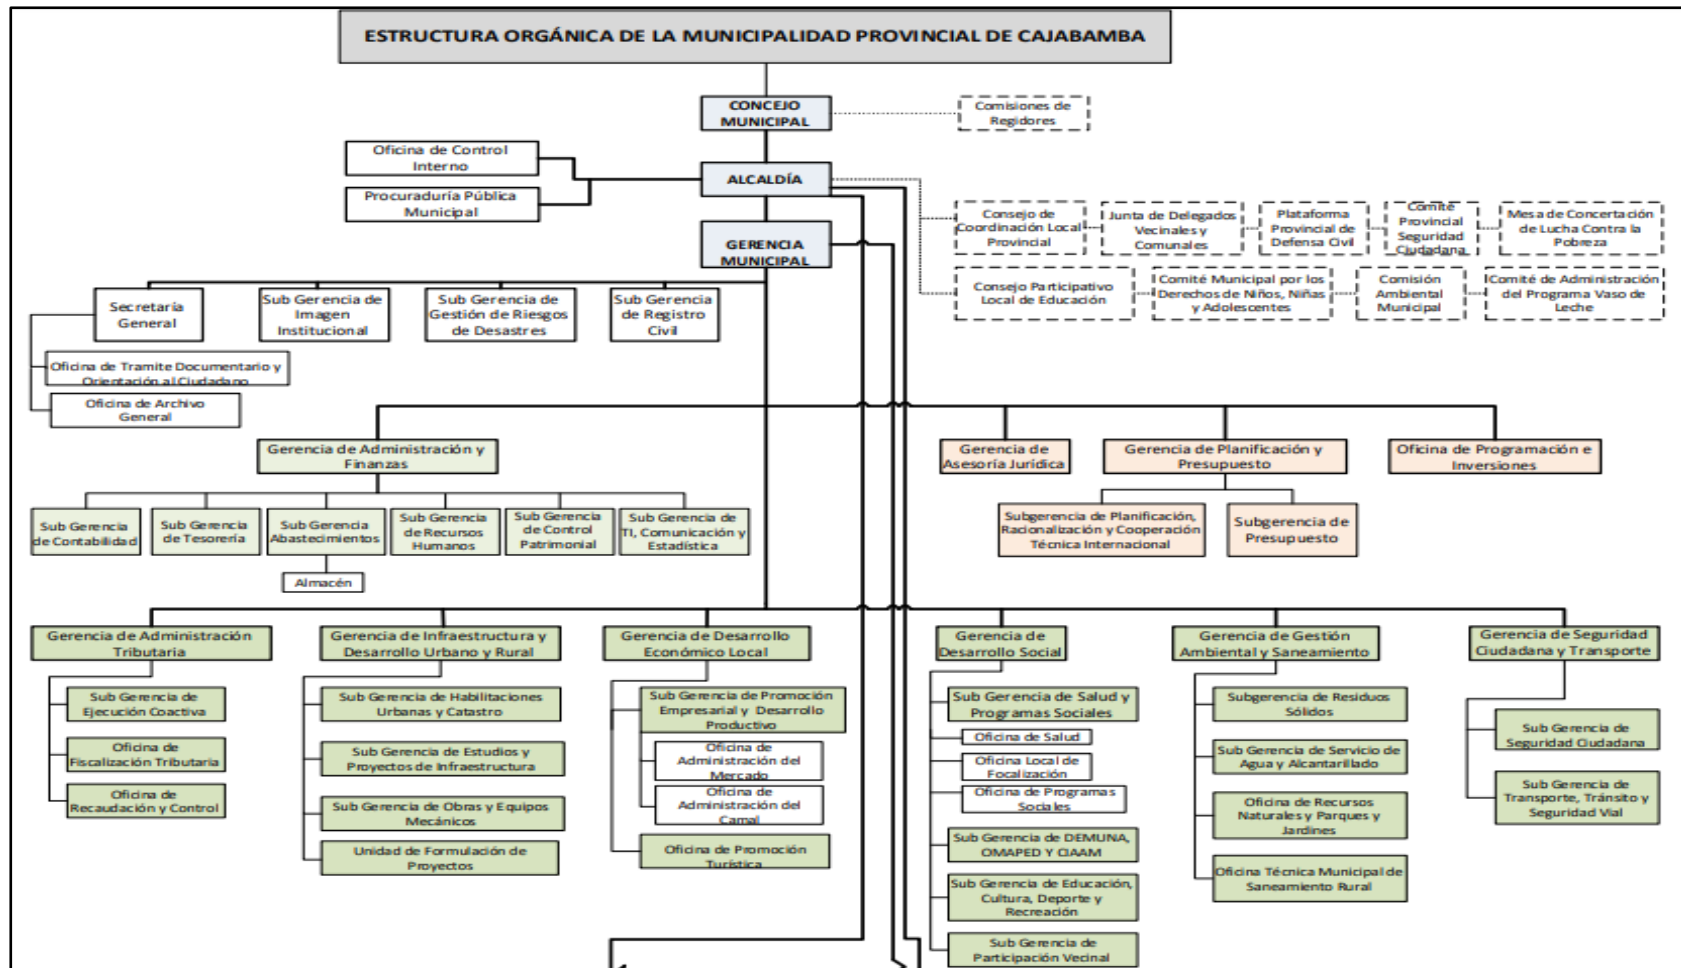 ESTRUCTURA ORGÁNICA DE LA MUNICIPALIDAD PROVINCIAL DE CAJABAMBA
CONCEJO
MUNICIPAL
Comisiones de
Regidores
Oficina de Control
Interno
Procuraduría Pública
Municipal
ALCALDÍA
GERENCIA
MUNICIPAL
Consejo de
Coordinación Local
Provincial
Junta de Delegados
Vecinales y
Comunales
Plataforma
Provincial
de Defensa Civil
Comité
Provincial
Seguridad
Ciudadana
Mesa de Concertación
de Lucha Contra la
Pobreza
Consejo Participativo
Local de Educación
Comité Municipal por los
Derechos de Niños, Niñas
y Adolescentes
Comisión
Ambiental
Municipal
Comité de Administración
del Programa Vaso de
Leche
Secretaría
General
Sub Gerencia de
Imagen
Institucional
Sub Gerencia de
Gestión de Riesgos
de Desastres
Sub Gerencia
de Registro
Civil
Oficina de Tramite Documentario y
Orientación al Ciudadano
Oficina de Archivo
General
Gerencia de Administración y
Finanzas
Gerencia de
Asesoría Jurídica
Gerencia de Planificación y
Presupuesto
Oficina de Programación e
Inversiones
Sub Gerencia
de Contabilidad
Sub Gerencia
de Tesorería
Sub Gerencia
Abastecimientos
Sub Gerencia
de Recursos
Humanos
Sub Gerencia
de Control
Patrimonial
Sub Gerencia de
TI, Comunicación y
Estadística
Subgerencia de Planificación,
Racionalización y Cooperación
Técnica Internacional
Subgerencia de
Presupuesto
Almacén
Gerencia de Administración
Tributaria
Gerencia de Infraestructura y
Desarrollo Urbano y Rural
Gerencia de Desarrollo
Económico Local
Gerencia de
Desarrollo Social
Gerencia de Gestión
Ambiental y Saneamiento
Gerencia de Seguridad
Ciudadana y Transporte
Sub Gerencia de
Ejecución Coactiva
Oficina de
Fiscalización Tributaria
Oficina de
Recaudación y Control
Sub Gerencia de Habilitaciones
Urbanas y Catastro
Sub Gerencia de Estudios y
Proyectos de Infraestructura
Sub Gerencia de Obras y Equipos
Mecánicos
Unidad de Formulación de
Proyectos
Sub Gerencia de Promoción
Empresarial y Desarrollo
Productivo
Oficina de
Administración del
Mercado
Oficina de
Administración del
Camal
Oficina de Promoción
Turística
Sub Gerencia de Salud y
Programas Sociales
Oficina de Salud
Oficina Local de
Focalización
Oficina de Programas
Sociales
Sub Gerencia de DEMUNA,
OMAPED Y CIAAM
Sub Gerencia de Educación,
Cultura, Deporte y
Recreación
Sub Gerencia de
Participación Vecinal
Subgerencia de Residuos
Sólidos
Sub Gerencia de Servicio de
Agua y Alcantarillado
Oficina de Recursos
Naturales y Parques y
Jardines
Oficina Técnica Municipal de
Saneamiento Rural
Sub Gerencia de
Seguridad Ciudadana
Sub Gerencia de
Transporte, Tránsito y
Seguridad Vial